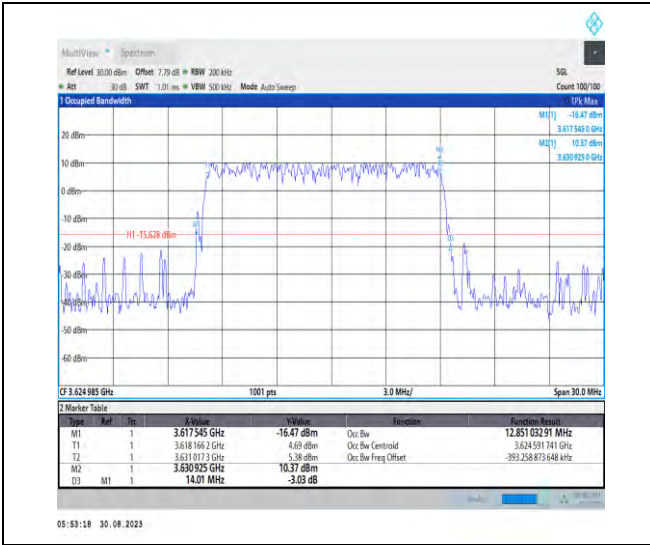 MultiView Spectrum
Ref Level 30.00 dBm Offset 7.79 dB RBW 200 kHz SGL
Att 30 dB SWT 1.01 ms VBW 500 kHz Mode Auto Sweep Count 100/100
1 Occupied Bandwidth 1Pk Max
M1[1] -16.47 dBm
3.617 545 0 GHz
M2[1] 10.37 dBm
3.630 925 0 GHz
20 dBm
10 dBm
0 dBm
-10 dBm
H1 -15.628 dBm
-30 dBm
-40 dBm
-50 dBm
-60 dBm
CF 3.624 985 GHz 1001 pts 3.0 MHz/ Span 30.0 MHz
2 Marker Table
Type Ref Trc X-Value Y-Value Function Function Result
M1 1 3.617545 GHz -16.47 dBm Occ Bw 12.851 032 91 MHz
T1 1 3.618 166 2 GHz 4.69 dBm Occ Bw Centroid 3.624 591 741 GHz
T2 1 3.631 017 3 GHz 5.38 dBm Occ Bw Freq Offset -393.258 873 648 kHz
M2 1 3.630 925 GHz 10.37 dBm
D3 M1 1 14.01 MHz -3.03 dB
05:53:18 30.08.2023